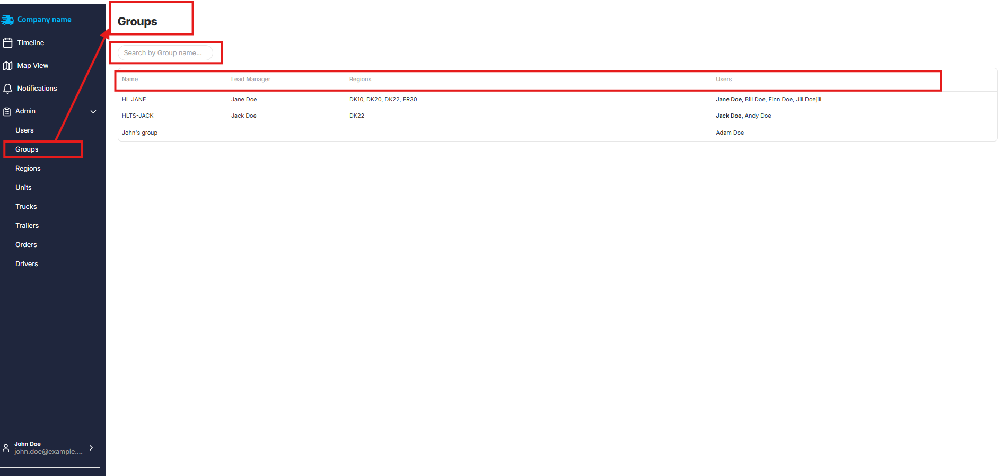 Company name
Timeline
Map View
Notifications
Admin
Users
Groups
Regions
Units
Trucks
Trailers
Orders
Drivers
John Doe
john.doe@example....
Groups
Search by Group name...
Name Lead Manager Regions Users
HL-JANE Jane Doe DK10, DK20, DK22, FR30 Jane Doe, Bill Doe, Finn Doe, Jill Doejill
HLTS-JACK Jack Doe DK22 Jack Doe, Andy Doe
John's group - Adam Doe